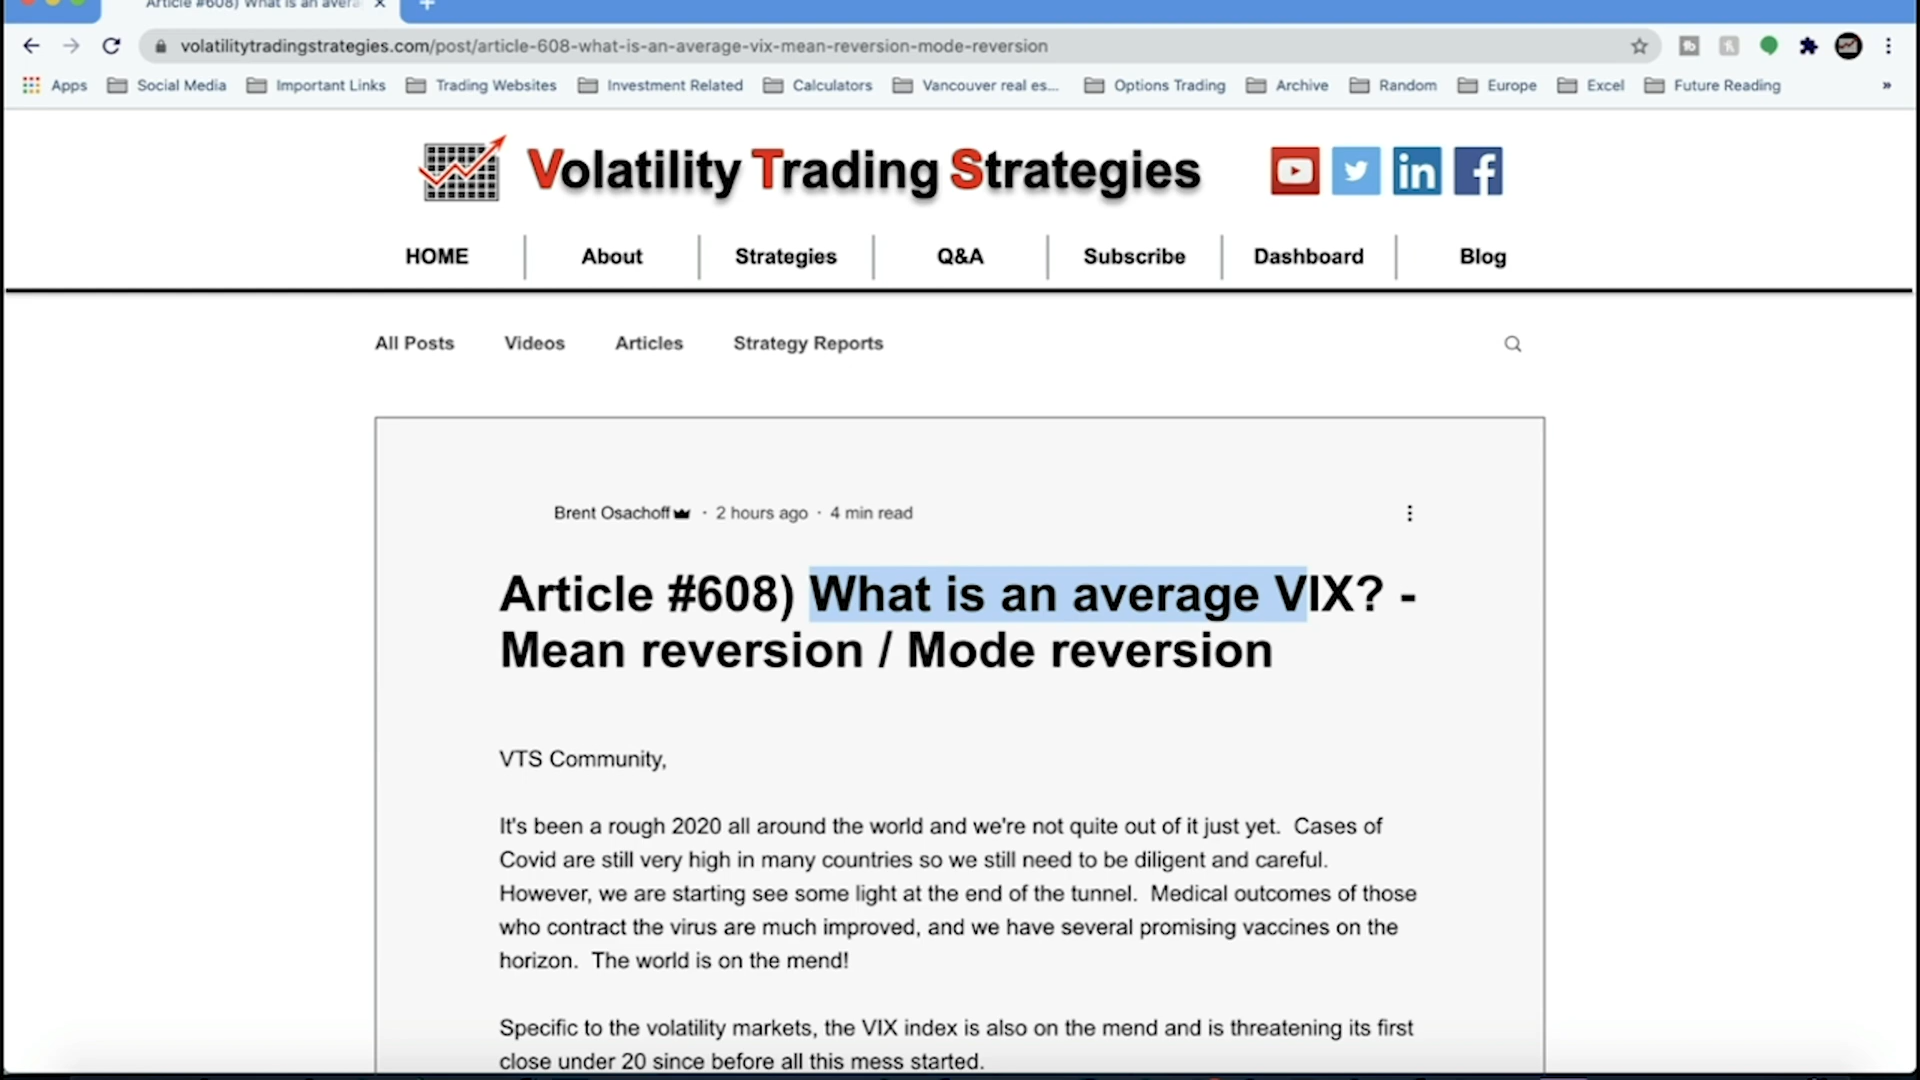 Article #608) What is an avera
volatilitytradingstrategies.com/post/article-608-what-is-an-average-vix-mean-reversion-mode-reversion
Apps Social Media Important Links Trading Websites Investment Related Calculators Vancouver real es... Options Trading Archive Random Europe Excel Future Reading »
Volatility Trading Strategies
HOME About Strategies Q&A Subscribe Dashboard Blog
All Posts Videos Articles Strategy Reports
Brent Osachoff · 2 hours ago · 4 min read
Article #608) What is an average VIX? -
Mean reversion / Mode reversion
VTS Community,
It's been a rough 2020 all around the world and we're not quite out of it just yet. Cases of
Covid are still very high in many countries so we still need to be diligent and careful.
However, we are starting see some light at the end of the tunnel. Medical outcomes of those
who contract the virus are much improved, and we have several promising vaccines on the
horizon. The world is on the mend!
Specific to the volatility markets, the VIX index is also on the mend and is threatening its first
close under 20 since before all this mess started.